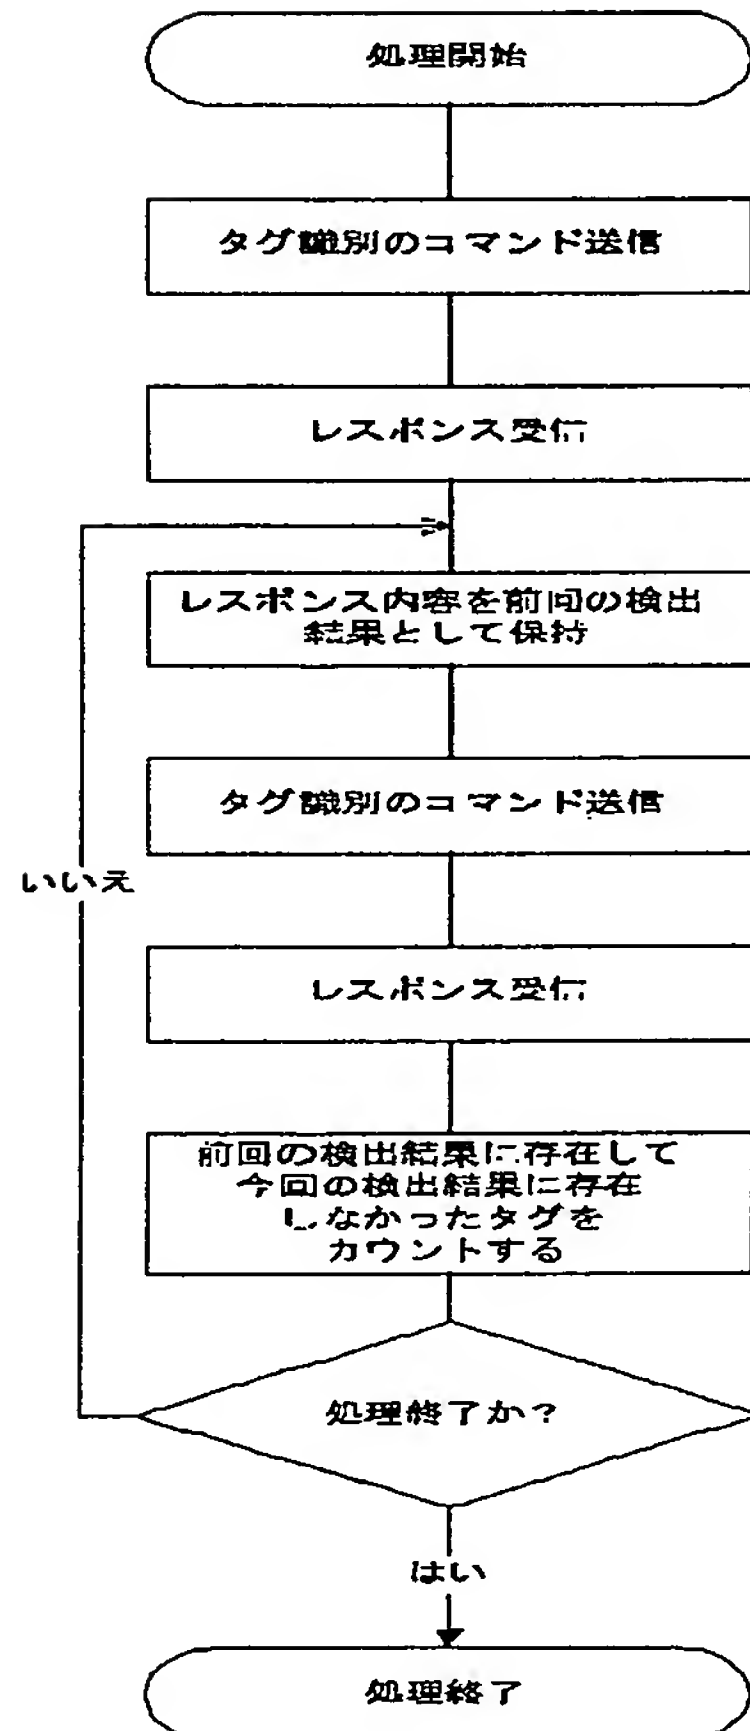 処理開始
タグ識別のコマンド送信
レスポンス受信
レスポンス内容を前回の検出
結果として保持
タグ識別のコマンド送信
いいえ
レスポンス受信
前回の検出結果に存在して
今回の検出結果に存在
しなかったタグを
カウントする
処理終了か?
はい
処理終了